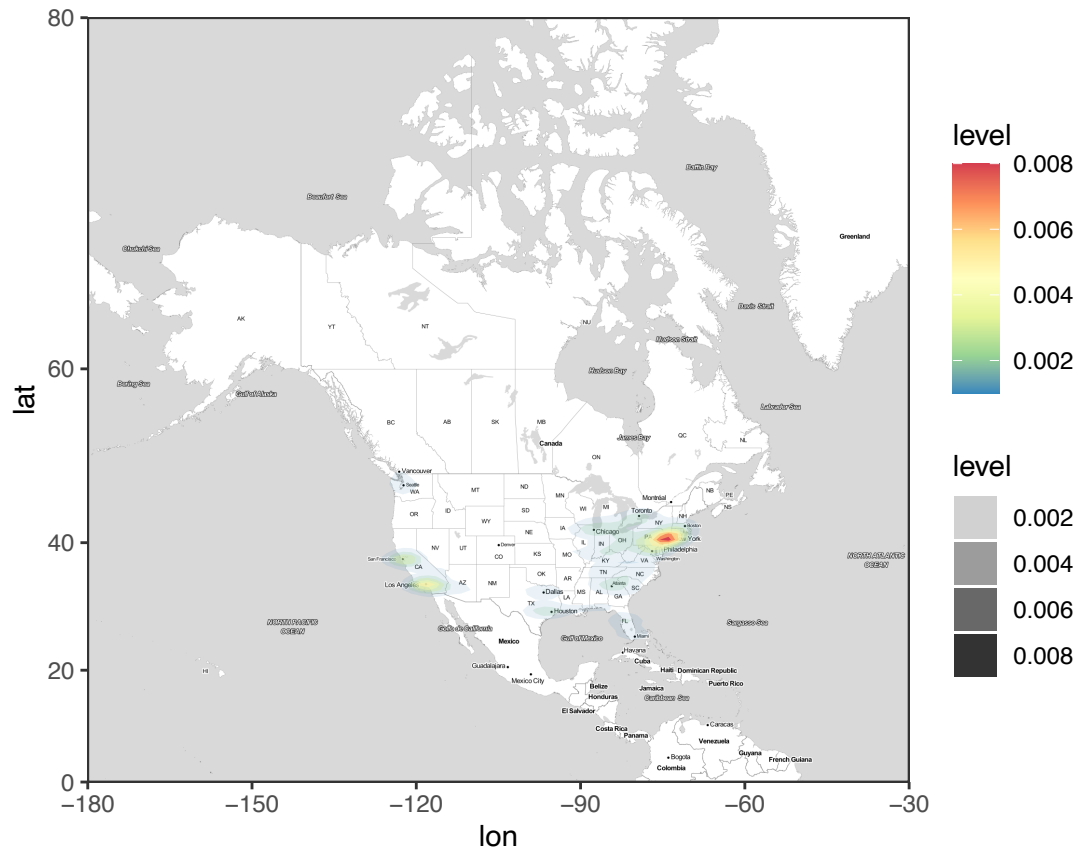 80
60
40
20
0
−180
−150
−120
−90
−60
−30
lon
lat
level
0.008
0.006
0.004
0.002
level
0.002
0.004
0.006
0.008
Baffin Bay
Beaufort Sea
Greenland
Chukchi Sea
Davis Strait
AK
YT
NT
NU
Hudson Strait
Hudson Bay
Bering Sea
Gulf of Alaska
Labrador Sea
BC
AB
SK
MB
Canada
James Bay
QC
NL
ON
Vancouver
Seattle
WA
MT
ND
MN
WI
MI
Montréal
NB
PE
NS
Toronto
NH
OR
ID
SD
WY
IA
Chicago
NY
Boston
NE
IL
IN
OH
PA
York
Philadelphia
Washington
NV
UT
Denver
CO
KS
MO
KY
VA
San Francisco
CA
NORTH ATLANTIC
OCEAN
OK
AR
TN
NC
Los Angeles
AZ
NM
Dallas
MS
AL
Atlanta
GA
SC
TX
LA
Houston
NORTH PACIFIC
OCEAN
Golfo de California
Gulf of Mexico
FL
Miami
Sargasso Sea
Mexico
Havana
Cuba
HI
Guadalajara
Mexico City
Haiti
Dominican Republic
Puerto Rico
Belize
Jamaica
Honduras
Caribbean Sea
El Salvador
Costa Rica
Panama
Caracas
Venezuela
Guyana
French Guiana
Bogota
Colombia